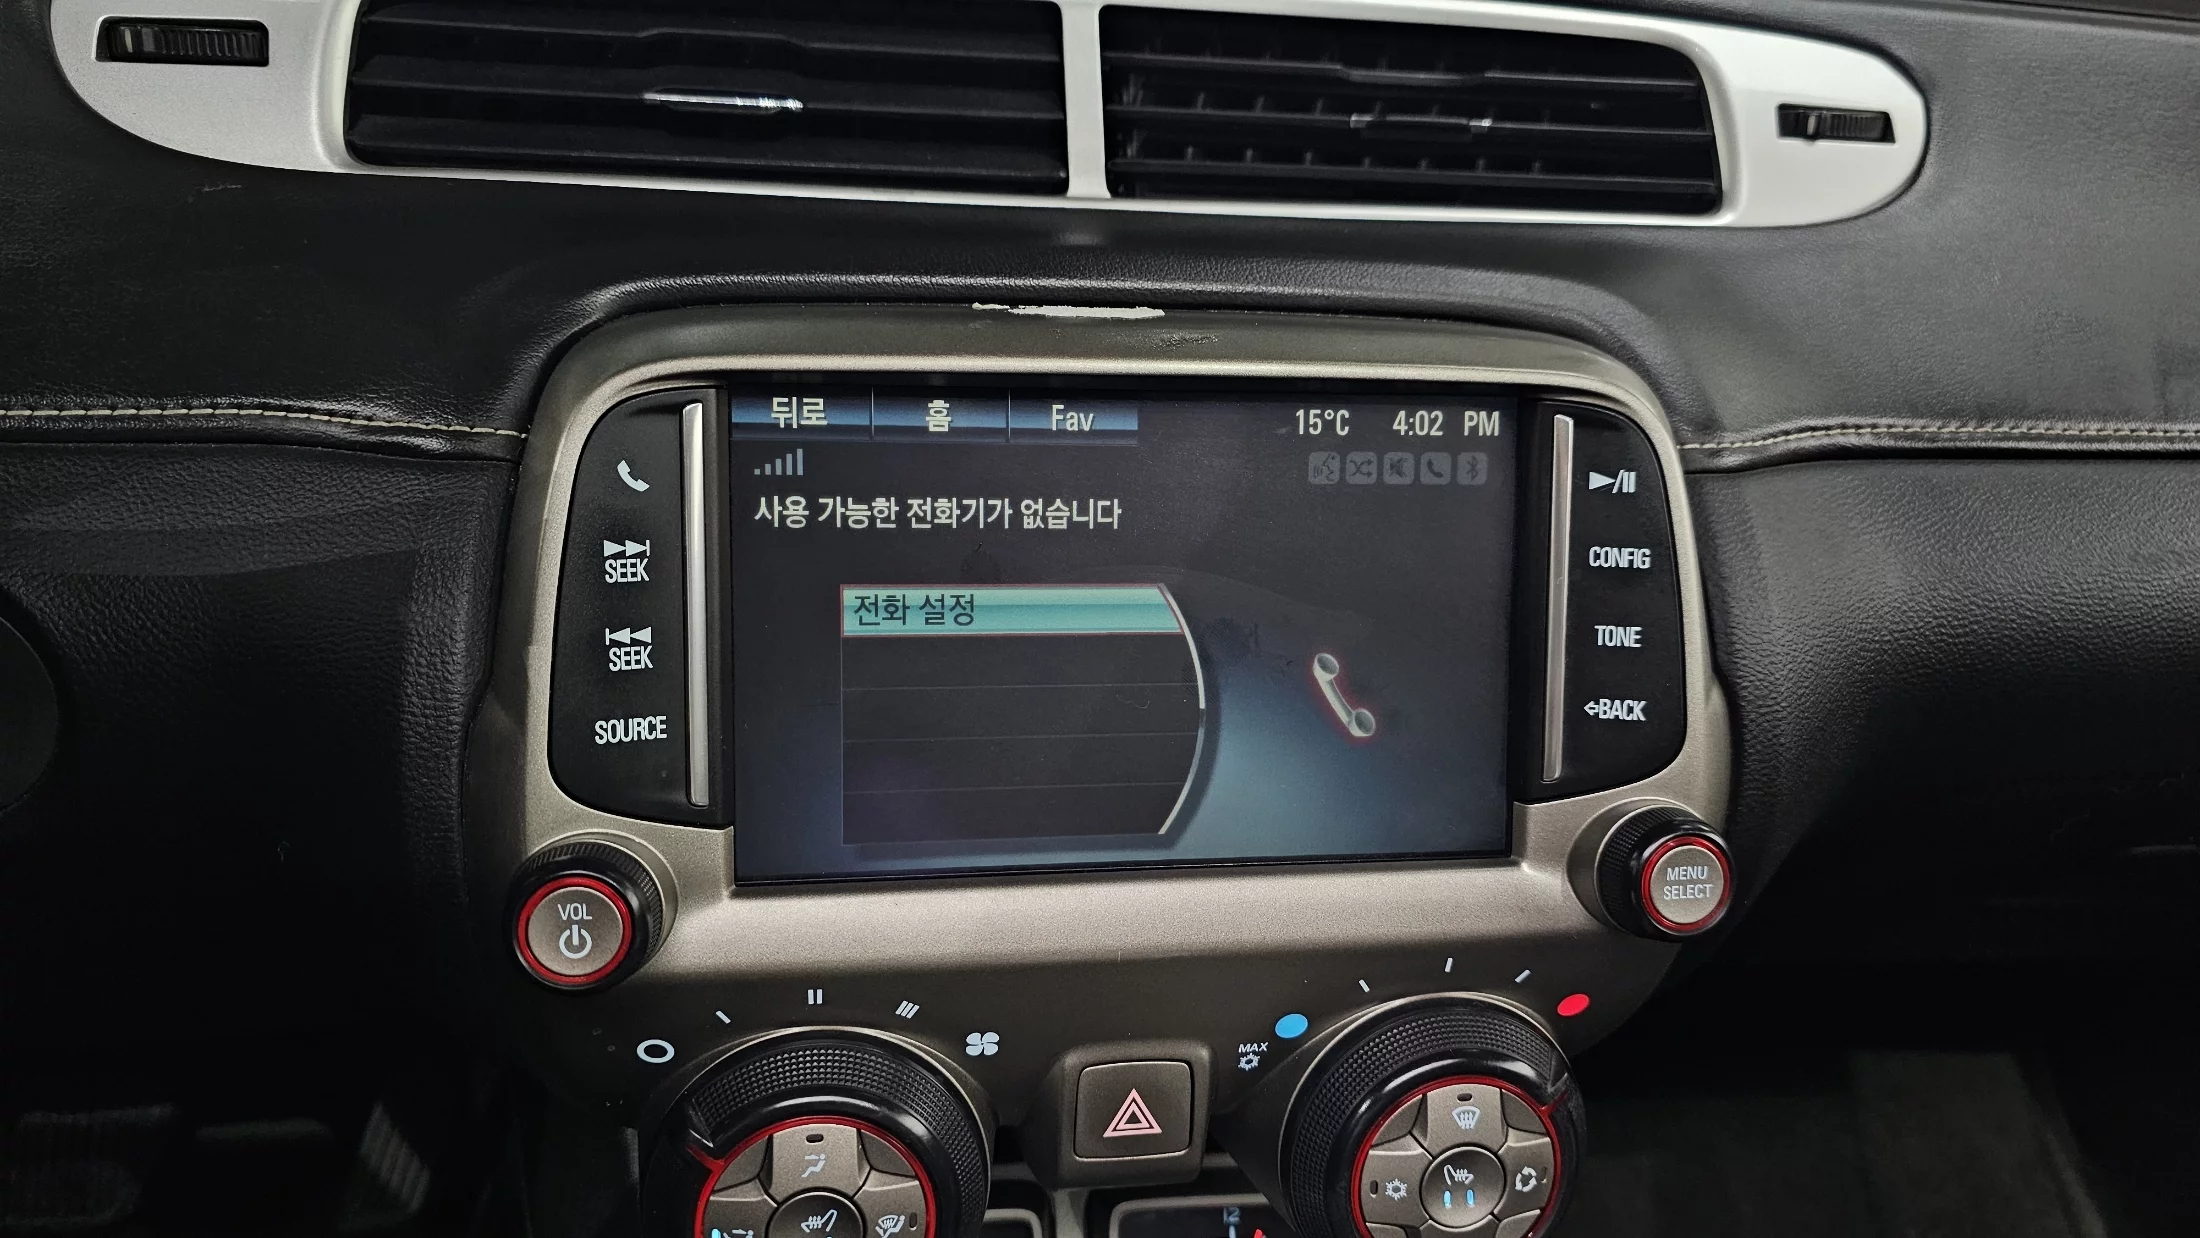 뒤로 홈 Fav 15°C 4:02 PM
사용 가능한 전화기가 없습니다
전화 설정
SEEK
SEEK
SOURCE
CONFIG
TONE
BACK
VOL
MENU
SELECT
MAX
12